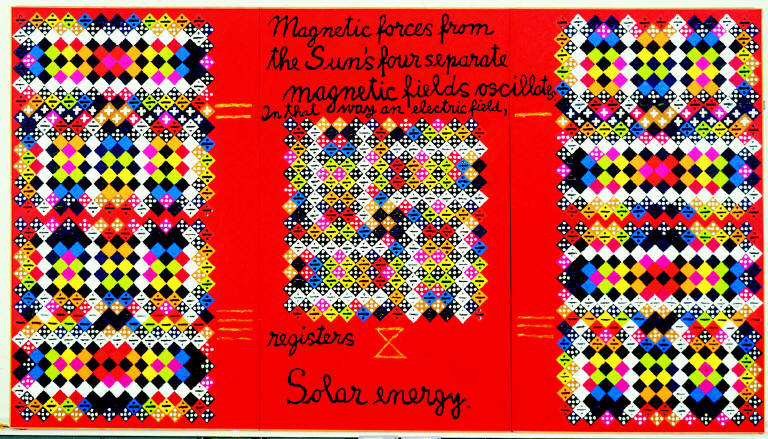 Magnetic forces from
the Sun's four separate
magnetic fields oscillate,
In that way an electric field,
registers
Solar energy.